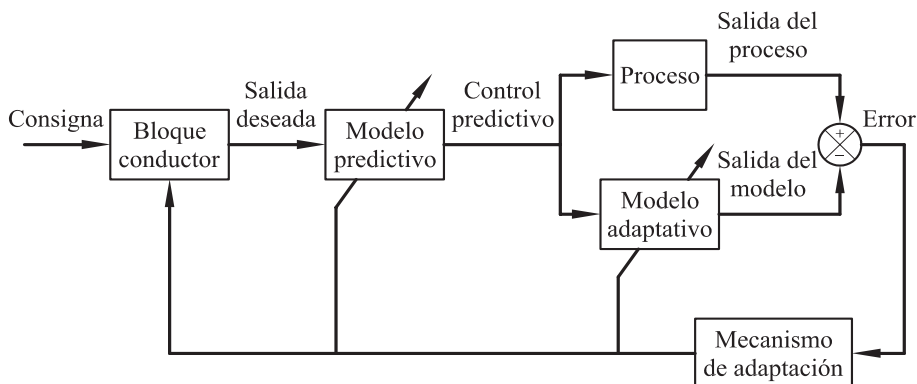 Consigna
Bloque
conductor
Salida
deseada
Modelo
predictivo
Control
predictivo
Proceso
Salida del
proceso
Modelo
adaptativo
Salida del
modelo
+
−
Error
Mecanismo
de adaptación